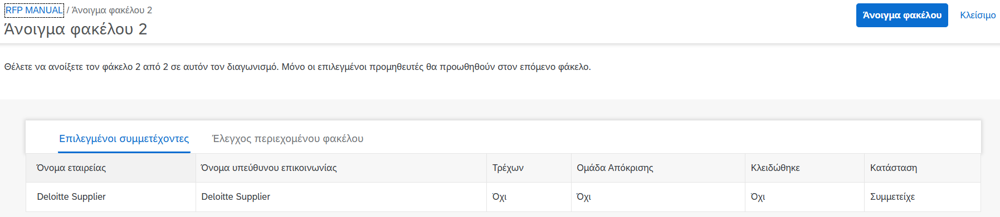 RFP MANUAL / Άνοιγμα φακέλου 2
Άνοιγμα φακέλου 2
Άνοιγμα φακέλου Κλείσιμο
Θέλετε να ανοίξετε τον φάκελο 2 από 2 σε αυτόν τον διαγωνισμό. Μόνο οι επιλεγμένοι προμηθευτές θα προωθηθούν στον επόμενο φάκελο.
Επιλεγμένοι συμμετέχοντες Έλεγχος περιεχομένου φακέλου
Όνομα εταιρείας Όνομα υπεύθυνου επικοινωνίας Τρέχων Ομάδα Απόκρισης Κλειδώθηκε Κατάσταση
Deloitte Supplier Deloitte Supplier Όχι Όχι Όχι Συμμετείχε